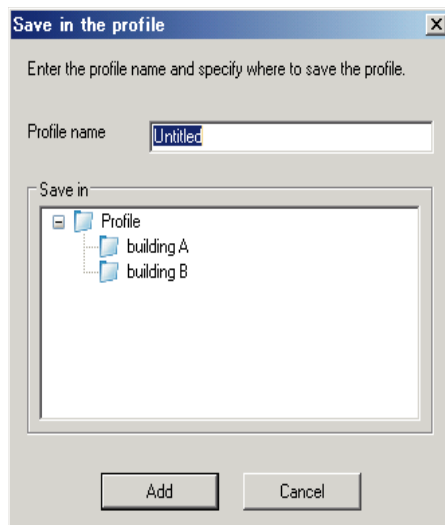 Save in the profile
Enter the profile name and specify where to save the profile.
Profile name
Untitled
Save in
Profile
building A
building B
Add
Cancel